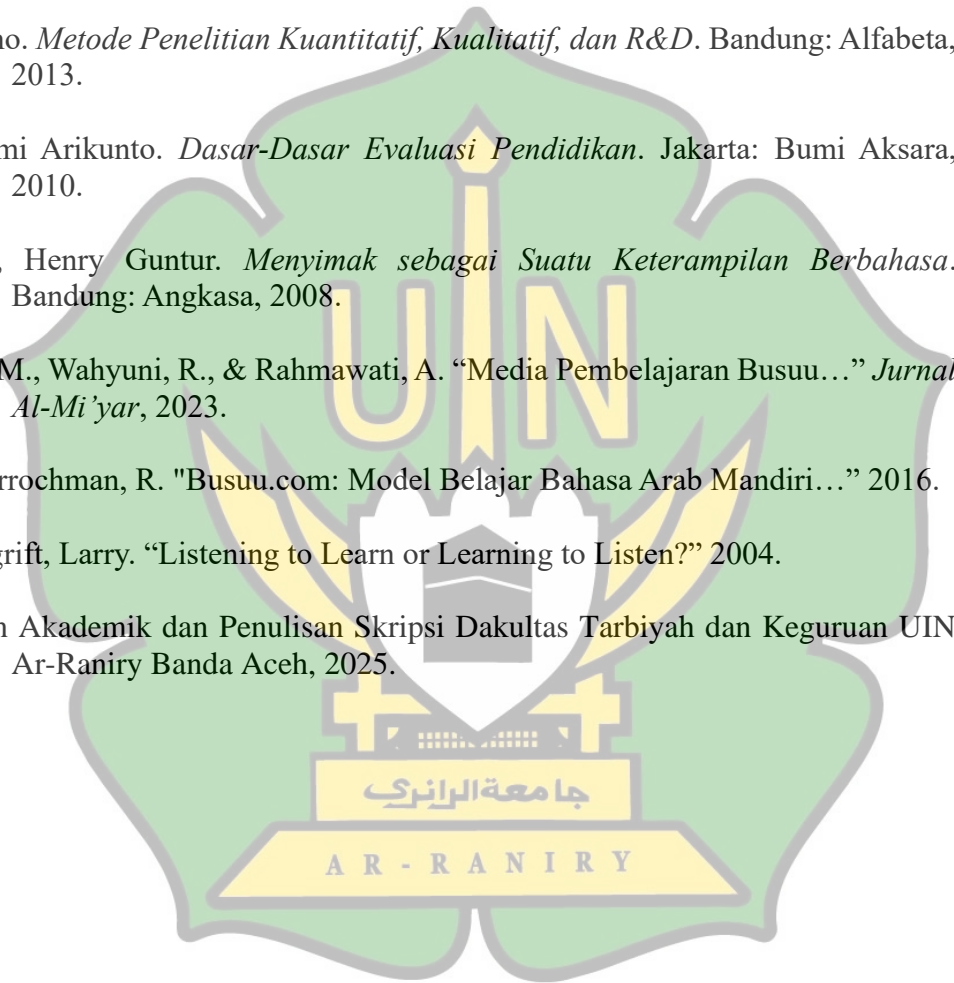 no. Metode Penelitian Kuantitatif, Kualitatif, dan R&D. Bandung: Alfabeta,
2013.
mi Arikunto. Dasar-Dasar Evaluasi Pendidikan. Jakarta: Bumi Aksara,
2010.
, Henry Guntur. Menyimak sebagai Suatu Keterampilan Berbahasa.
Bandung: Angkasa, 2008.
M., Wahyuni, R., & Rahmawati, A. “Media Pembelajaran Busuu…” Jurnal
Al-Mi’yar, 2023.
rrochman, R. "Busuu.com: Model Belajar Bahasa Arab Mandiri…” 2016.
grift, Larry. “Listening to Learn or Learning to Listen?” 2004.
n Akademik dan Penulisan Skripsi Dakultas Tarbiyah dan Keguruan UIN
Ar-Raniry Banda Aceh, 2025.
UIN
جامعةالرانري
AR-RANIRY